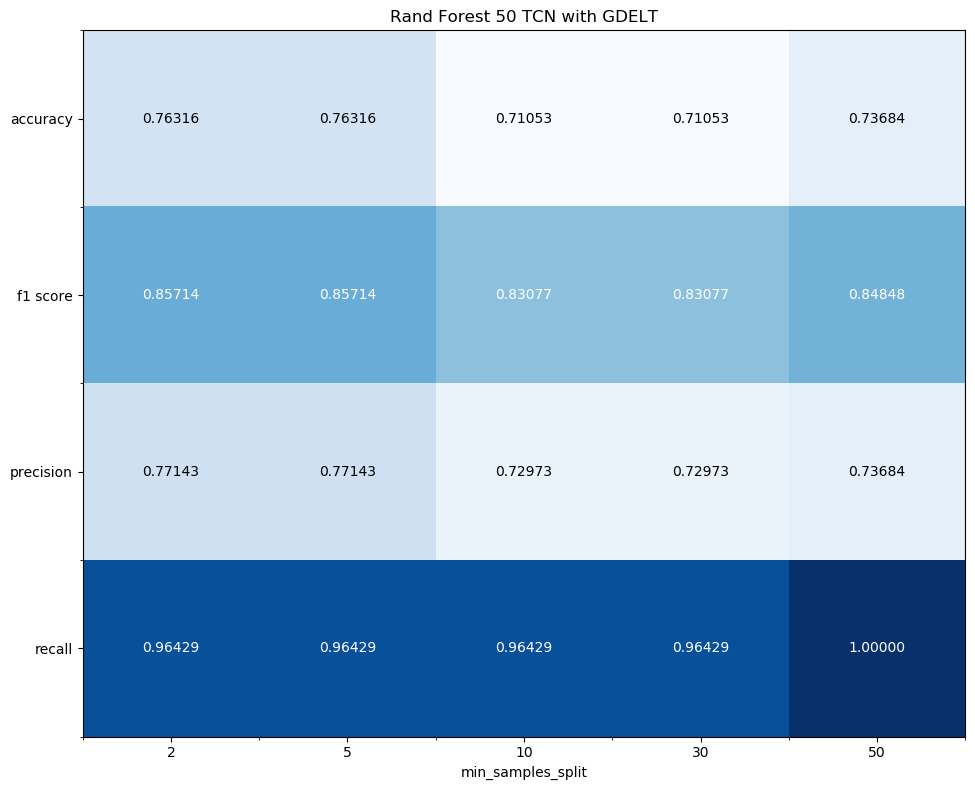 Rand Forest 50 TCN with GDELT
accuracy 0.76316 0.76316 0.71053 0.71053 0.73684
f1 score 0.85714 0.85714 0.83077 0.83077 0.84848
precision 0.77143 0.77143 0.72973 0.72973 0.73684
recall 0.96429 0.96429 0.96429 0.96429 1.00000
2 5 10 30 50
min_samples_split